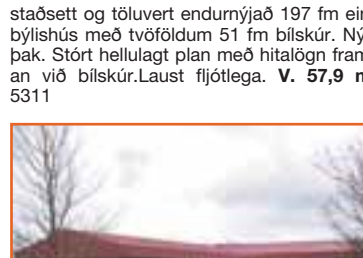 staðsett og töluvert endurnýjað 197 fm ein
býlishús með tvöföldum 51 fm bílskúr. Ný
þak. Stórt hellulagt plan með hitalögn fram
an við bílskúr.Laust fljótlega. V. 57,9 m
5311